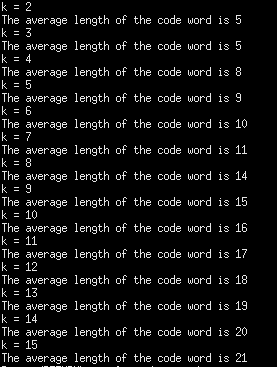 k = 2
The average length of the code word is 5
k = 3
The average length of the code word is 5
k = 4
The average length of the code word is 8
k = 5
The average length of the code word is 9
k = 6
The average length of the code word is 10
k = 7
The average length of the code word is 11
k = 8
The average length of the code word is 14
k = 9
The average length of the code word is 15
k = 10
The average length of the code word is 16
k = 11
The average length of the code word is 17
k = 12
The average length of the code word is 18
k = 13
The average length of the code word is 19
k = 14
The average length of the code word is 20
k = 15
The average length of the code word is 21